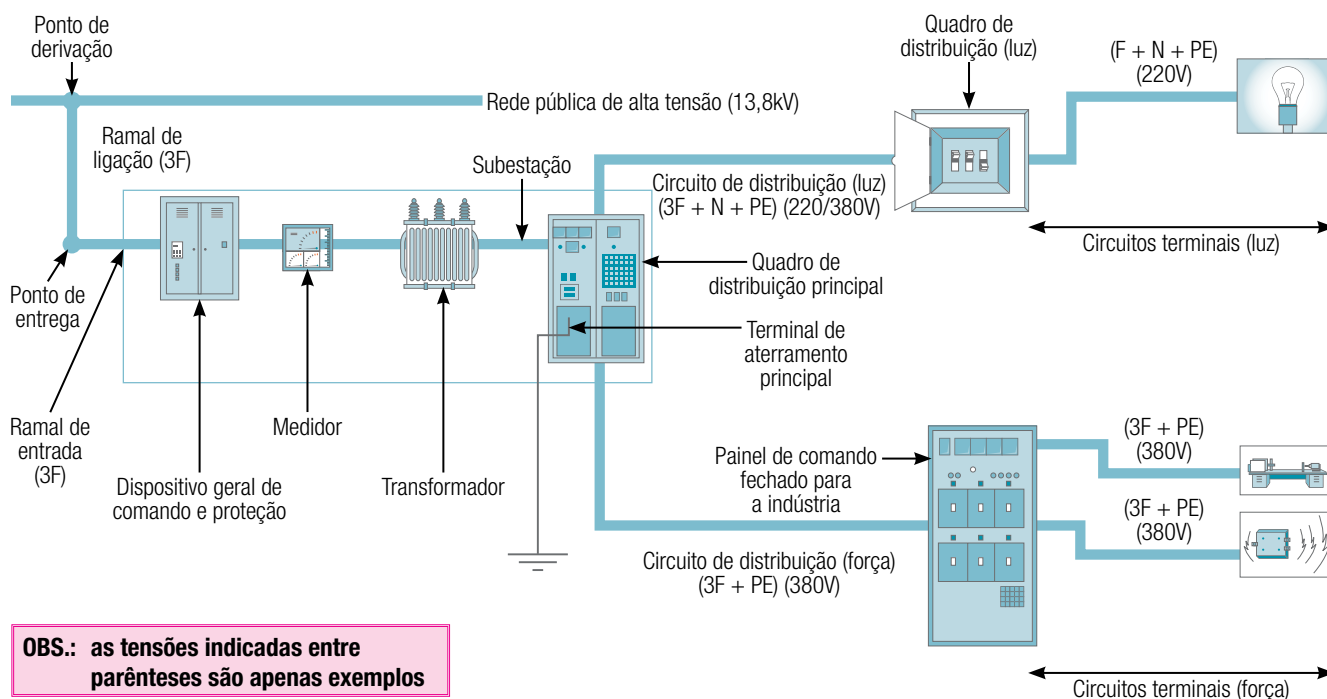 Ponto de
derivação
Rede pública de alta tensão (13,8kV)
Ramal de
ligação (3F)
Ponto de
entrega
Ramal de
entrada
(3F)
Dispositivo geral de
comando e proteção
Medidor
Transformador
Subestação
Circuito de distribuição (luz)
(3F + N + PE) (220/380V)
Quadro de
distribuição principal
Terminal de
aterramento
principal
Quadro de
distribuição (luz)
(F + N + PE)
(220V)
Circuitos terminais (luz)
Painel de comando
fechado para
a indústria
Circuito de distribuição (força)
(3F + PE) (380V)
(3F + PE)
(380V)
(3F + PE)
(380V)
Circuitos terminais (força)
OBS.: as tensões indicadas entre
parênteses são apenas exemplos